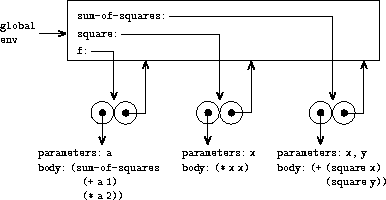 sum-of-squares:
global
env
square:
f:
parameters: a
body: (sum-of-squares
(+ a 1)
(* a 2))
parameters: x
body: (* x x)
parameters: x, y
body: (+ (square x)
(square y))